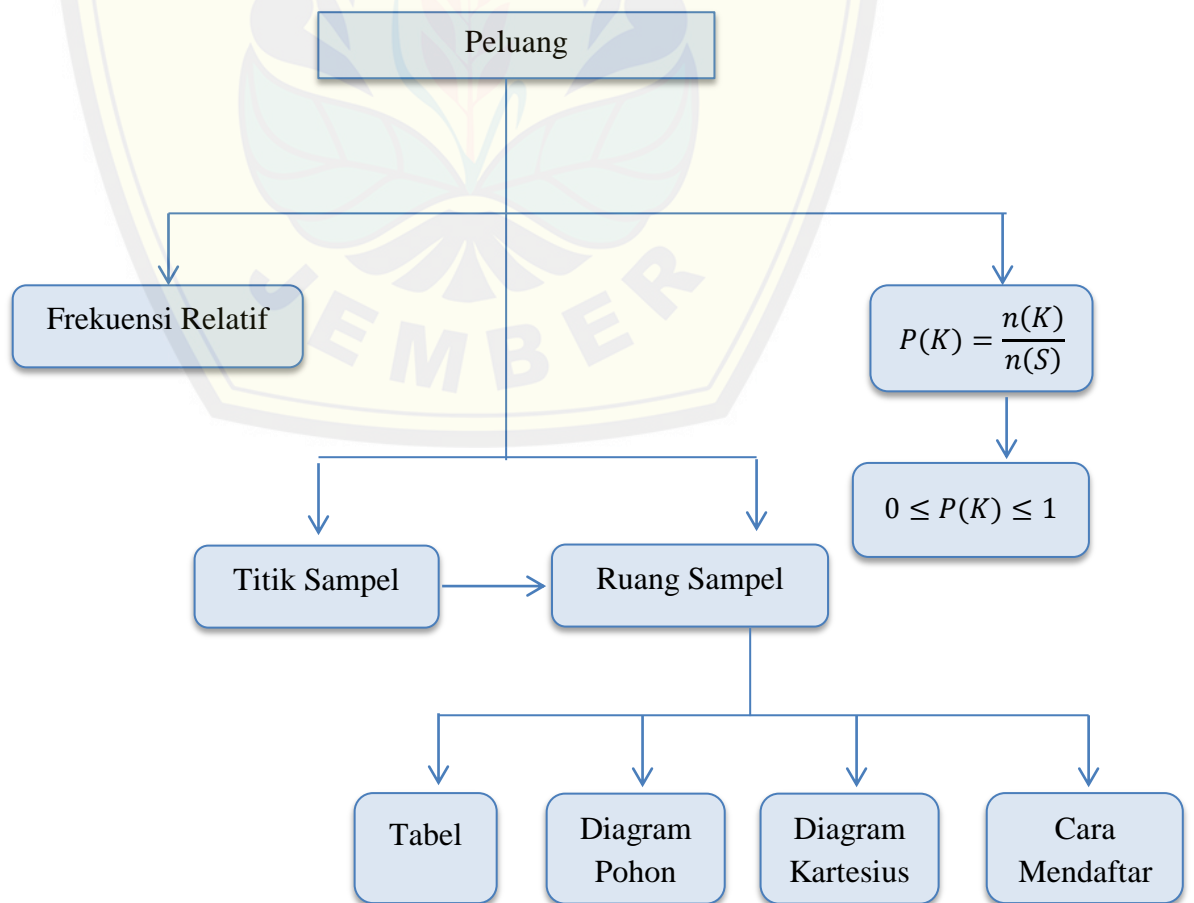 Peluang
Frekuensi Relatif
P(K) = n(K)/n(S)
JEMBER
0 ≤ P(K) ≤ 1
Titik Sampel
Ruang Sampel
Tabel
Diagram
Pohon
Diagram
Kartesius
Cara
Mendaftar